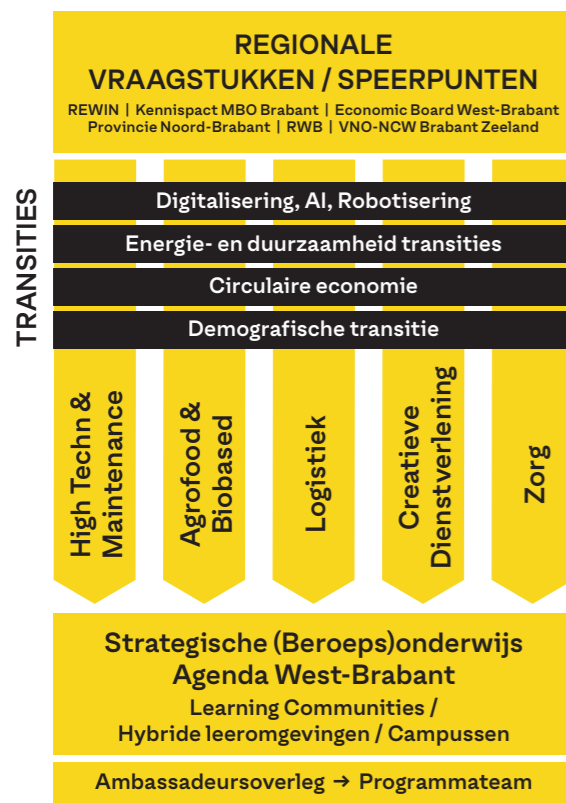 REGIONALE
VRAAGSTUKKEN / SPEERPUNTEN
REWIN | Kennispact MBO Brabant | Economic Board West-Brabant
Provincie Noord-Brabant | RWB | VNO-NCW Brabant Zeeland
TRANSITIES
Digitalisering, AI, Robotisering
Energie- en duurzaamheid transities
Circulaire economie
Demografische transitie
High Techn &
Maintenance
Agrofood &
Biobased
Logistiek
Creatieve
Dienstverlening
Zorg
Strategische (Beroeps)onderwijs
Agenda West-Brabant
Learning Communities /
Hybride leeromgevingen / Campussen
Ambassadeursoverleg → Programmateam